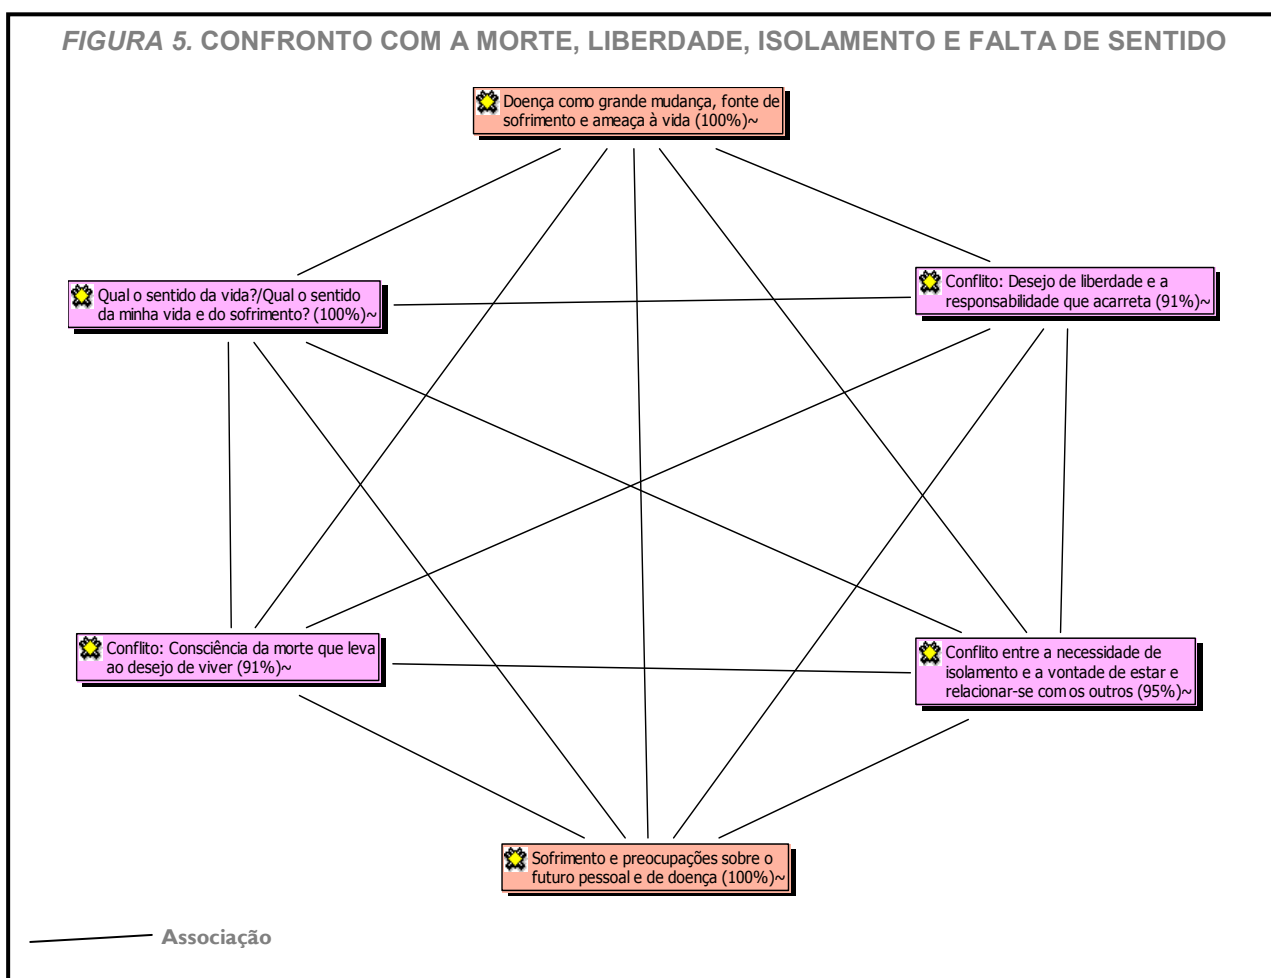 FIGURA 5. CONFRONTO COM A MORTE, LIBERDADE, ISOLAMENTO E FALTA DE SENTIDO
Doença como grande mudança, fonte de
sofrimento e ameaça à vida (100%)~
Qual o sentido da vida?/Qual o sentido
da minha vida e do sofrimento? (100%)~
Conflito: Desejo de liberdade e a
responsabilidade que acarreta (91%)~
Conflito: Consciência da morte que leva
ao desejo de viver (91%)~
Conflito entre a necessidade de
isolamento e a vontade de estar e
relacionar-se com os outros (95%)~
Sofrimento e preocupações sobre o
futuro pessoal e de doença (100%)~
Associação